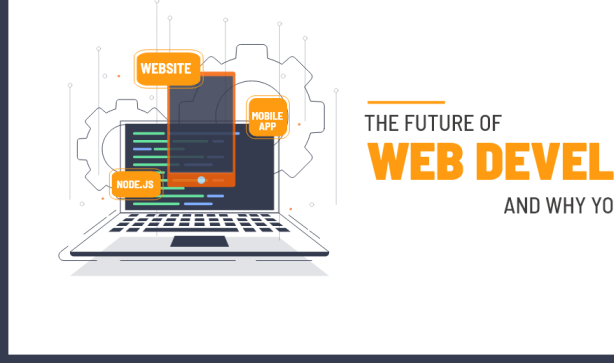 WEBSITE
MOBILE
APP
NODE.JS
THE FUTURE OF
WEB DEVEL
AND WHY YO